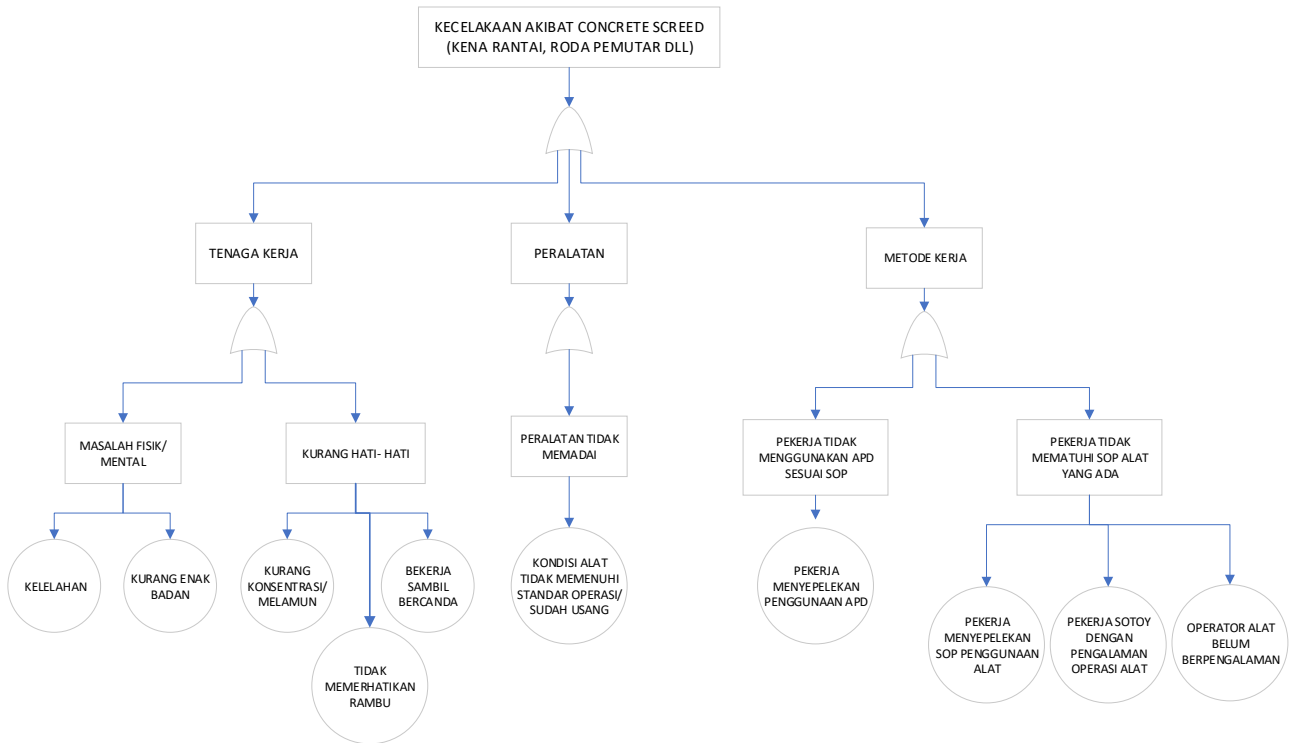 KECELAKAAN AKIBAT CONCRETE SCREED
(KENA RANTAI, RODA PEMUTAR DLL)
TENAGA KERJA
PERALATAN
METODE KERJA
MASALAH FISIK/
MENTAL
KURANG HATI- HATI
PERALATAN TIDAK
MEMADAI
PEKERJA TIDAK
MENGGUNAKAN APD
SESUAI SOP
PEKERJA TIDAK
MEMATUHI SOP ALAT
YANG ADA
KELELAHAN
KURANG ENAK
BADAN
KURANG
KONSENTRASI/
MELAMUN
TIDAK
MEMERHATIKAN
RAMBU
BEKERJA
SAMBIL
BERCANDA
KONDISI ALAT
TIDAK MEMENUHI
STANDAR OPERASI/
SUDAH USANG
PEKERJA
MENYEPELEKAN
PENGGUNAAN APD
PEKERJA
MENYEPELEKAN
SOP PENGGUNAAN
ALAT
PEKERJA SOTOY
DENGAN
PENGALAMAN
OPERASI ALAT
OPERATOR ALAT
BELUM
BERPENGALAMAN